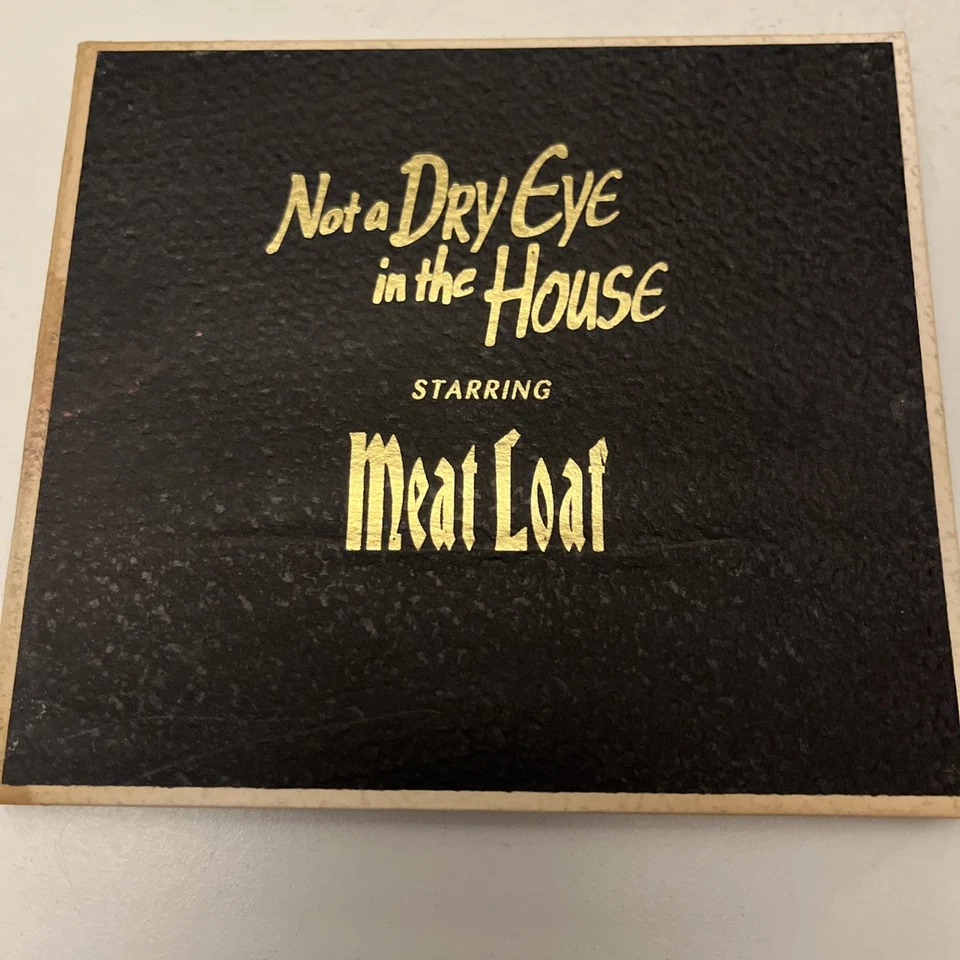 Not a DRY EYE
in the HOUSE
STARRING
Meat Loaf